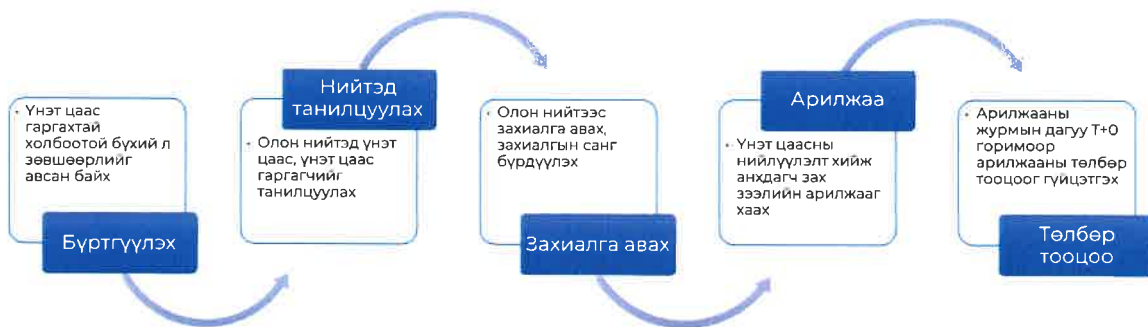 • Үнэт цаас
гаргахтай
холбоотой бүхий л
зөвшөөрлийг
авсан байх
Бүртгүүлэх
Нийтэд
танилцуулах
• Олон нийтэд үнэт
цаас, үнэт цаас
гаргагчийг
танилцуулах
• Олон нийтээс
захиалга авах,
захиалгын санг
бүрдүүлэх
Захиалга авах
Арилжаа
• Үнэт цаасны
нийлүүлэлт хийж
анхдагч зах
зээлийн арилжааг
хаах
• Арилжааны
журмын дагуу Т+0
горимоор
арилжааны төлбөр
тооцоог гүйцэтгэх
Төлбөр
тооцоо